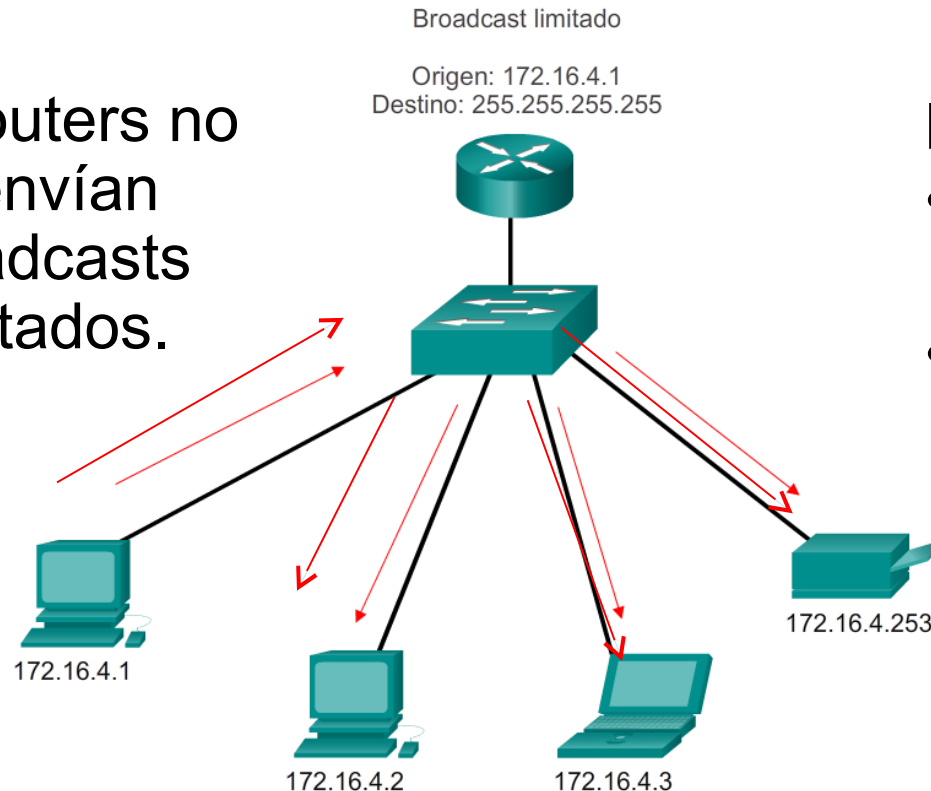 Broadcast limitado
Origen: 172.16.4.1
Destino: 255.255.255.255
outers no
envían
adcasts
tados.
172.16.4.1
172.16.4.2
172.16.4.3
172.16.4.253